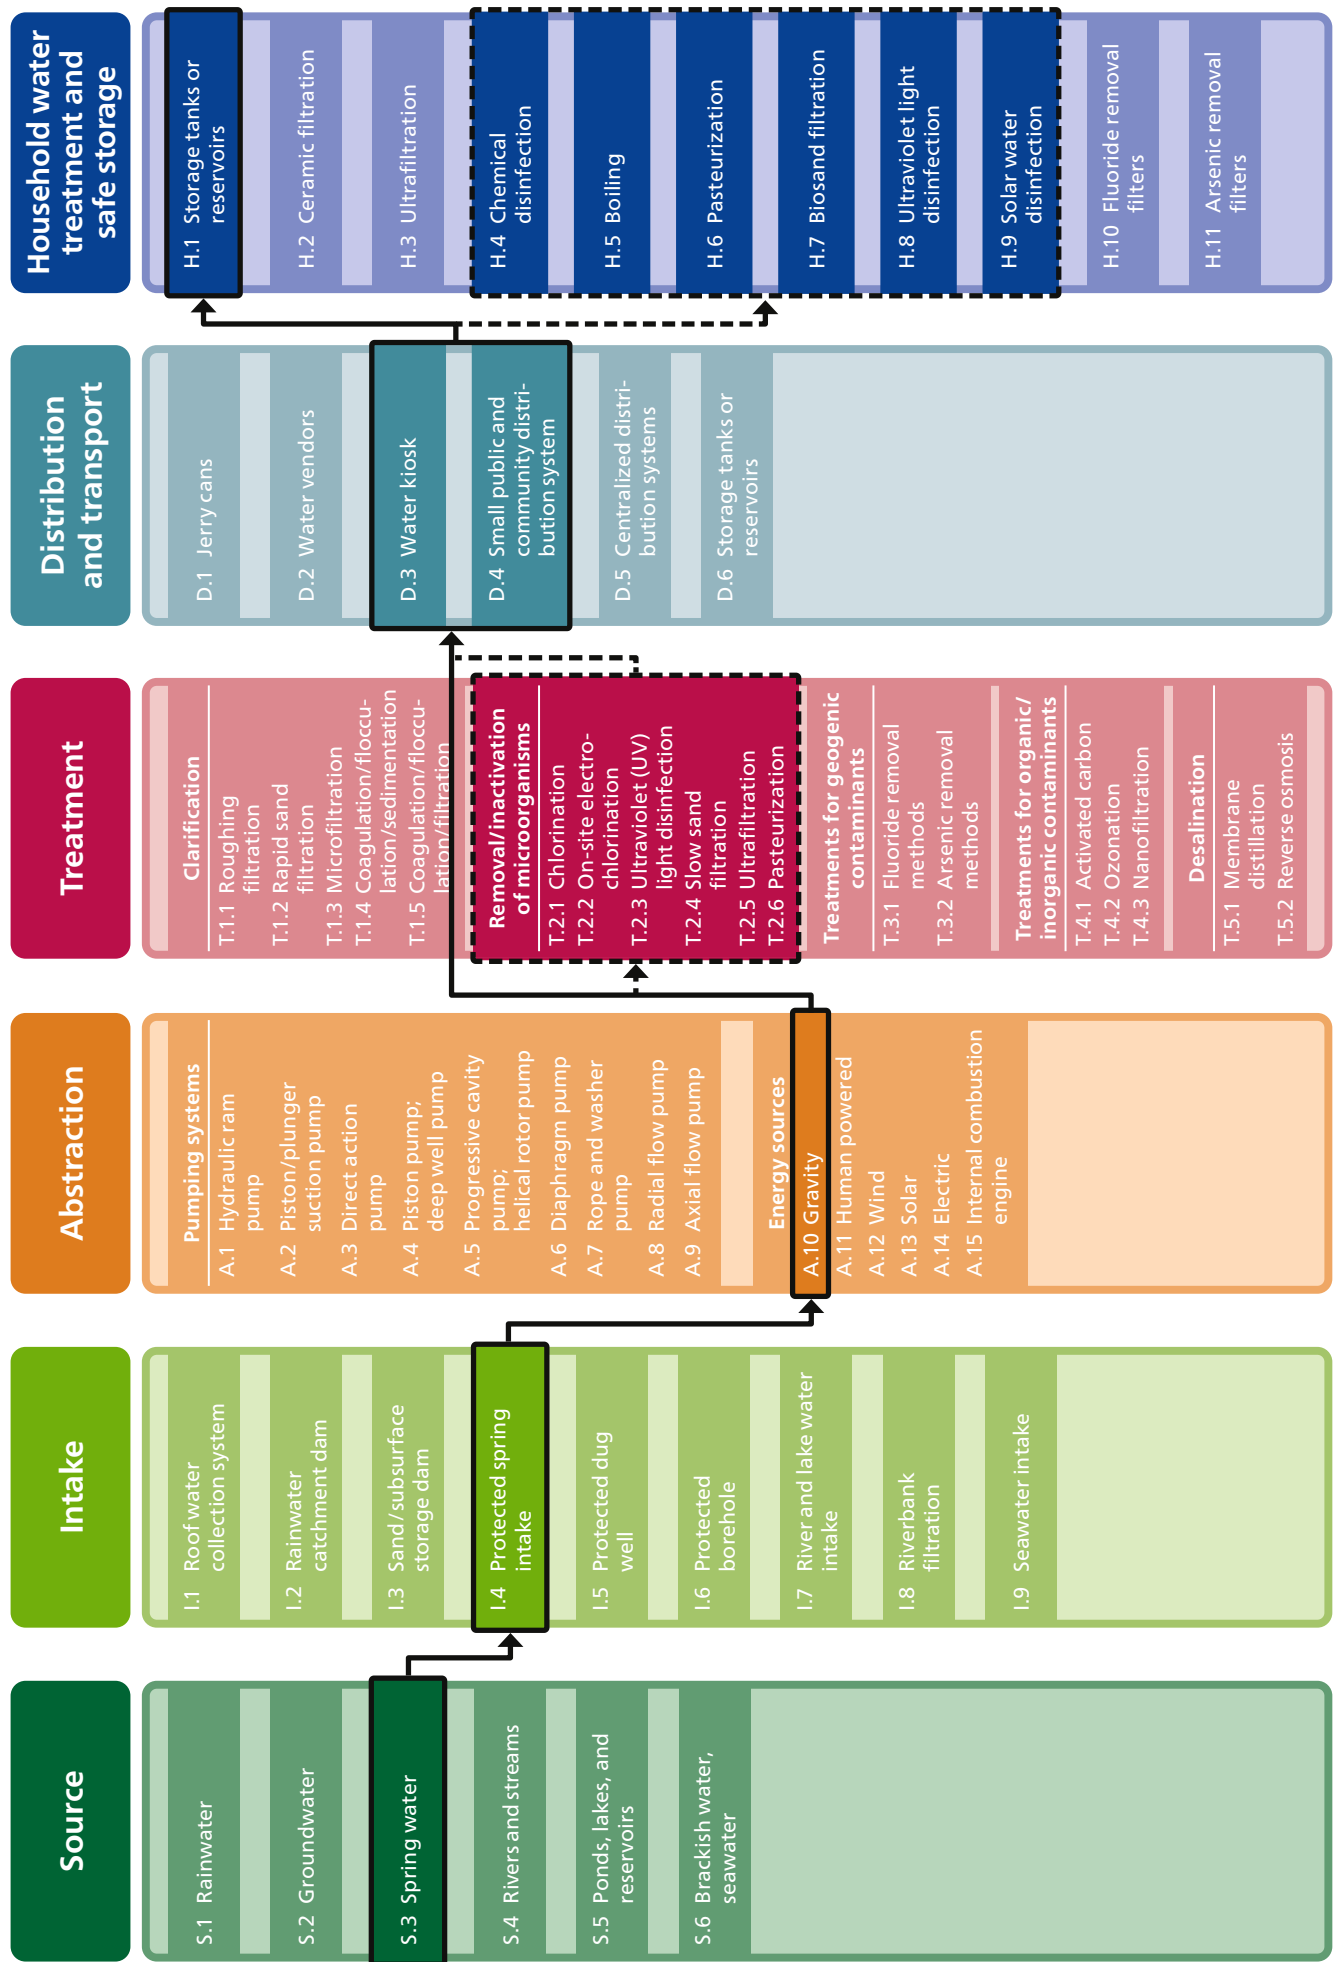 Source
S.1 Rainwater
S.2 Groundwater
S.3 Spring water
S.4 Rivers and streams
S.5 Ponds, lakes, and
reservoirs
S.6 Brackish water,
seawater
Intake
I.1 Roof water
collection system
I.2 Rainwater
catchment dam
I.3 Sand/subsurface
storage dam
I.4 Protected spring
intake
I.5 Protected dug
well
I.6 Protected
borehole
I.7 River and lake water
intake
I.8 Riverbank
filtration
I.9 Seawater intake
Abstraction
Pumping systems
A.1 Hydraulic ram
pump
A.2 Piston/plunger
suction pump
A.3 Direct action
pump
A.4 Piston pump;
deep well pump
A.5 Progressive cavity
pump;
helical rotor pump
A.6 Diaphragm pump
A.7 Rope and washer
pump
A.8 Radial flow pump
A.9 Axial flow pump
Energy sources
A.10 Gravity
A.11 Human powered
A.12 Wind
A.13 Solar
A.14 Electric
A.15 Internal combustion
engine
Treatment
Clarification
T.1.1 Roughing
filtration
T.1.2 Rapid sand
filtration
T.1.3 Microfiltration
T.1.4 Coagulation/floccu-
lation/sedimentation
T.1.5 Coagulation/floccu-
lation/filtration
Removal/inactivation
of microorganisms
T.2.1 Chlorination
T.2.2 On-site electro-
chlorination
T.2.3 Ultraviolet (UV)
light disinfection
T.2.4 Slow sand
filtration
T.2.5 Ultrafiltration
T.2.6 Pasteurization
Treatments for geogenic
contaminants
T.3.1 Fluoride removal
methods
T.3.2 Arsenic removal
methods
Treatments for organic/
inorganic contaminants
T.4.1 Activated carbon
T.4.2 Ozonation
T.4.3 Nanofiltration
Desalination
T.5.1 Membrane
distillation
T.5.2 Reverse osmosis
Distribution
and transport
D.1 Jerry cans
D.2 Water vendors
D.3 Water kiosk
D.4 Small public and
community distri-
bution system
D.5 Centralized distri-
bution systems
D.6 Storage tanks or
reservoirs
Household water
treatment and
safe storage
H.1 Storage tanks or
reservoirs
H.2 Ceramic filtration
H.3 Ultrafiltration
H.4 Chemical
disinfection
H.5 Boiling
H.6 Pasteurization
H.7 Biosand filtration
H.8 Ultraviolet light
disinfection
H.9 Solar water
disinfection
H.10 Fluoride removal
filters
H.11 Arsenic removal
filters